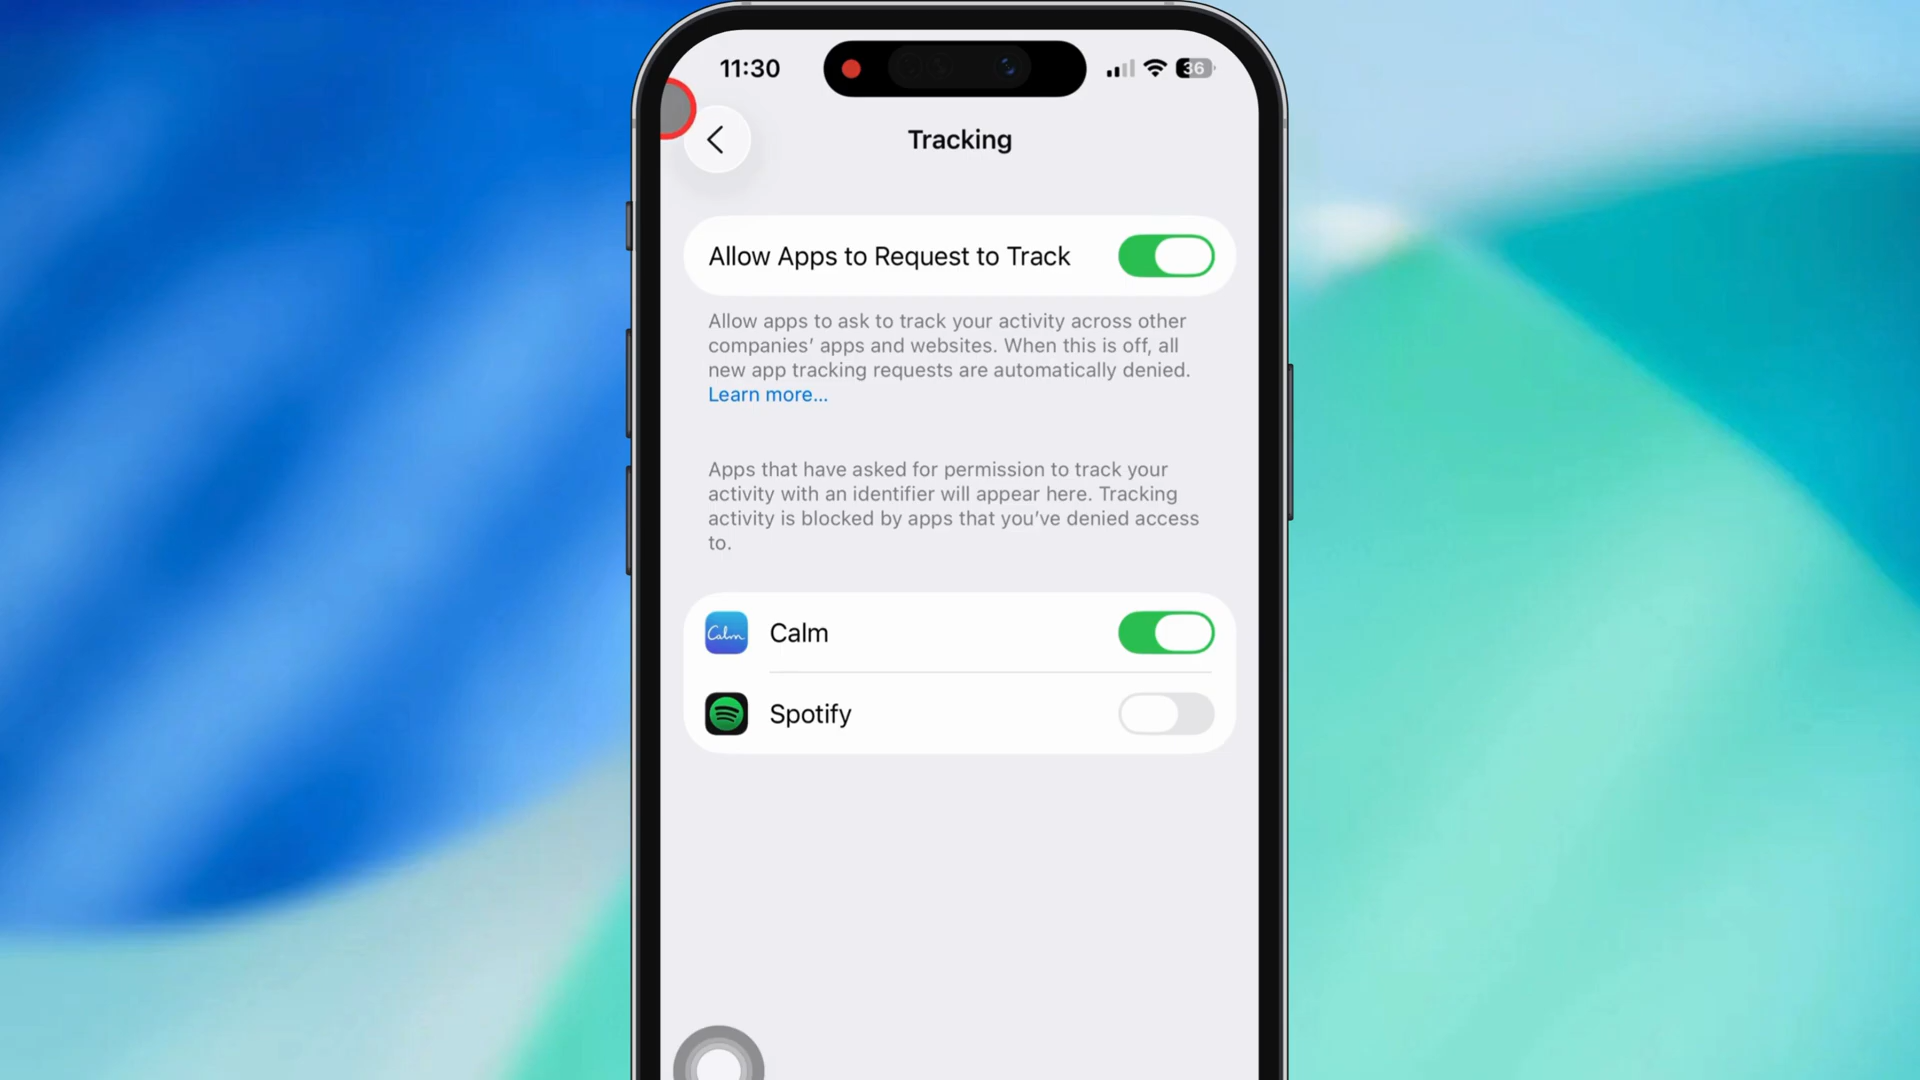 11:30
36
Tracking
Allow Apps to Request to Track
Allow apps to ask to track your activity across other
companies’ apps and websites. When this is off, all
new app tracking requests are automatically denied.
Learn more...
Apps that have asked for permission to track your
activity with an identifier will appear here. Tracking
activity is blocked by apps that you’ve denied access
to.
Calm
Calm
Spotify